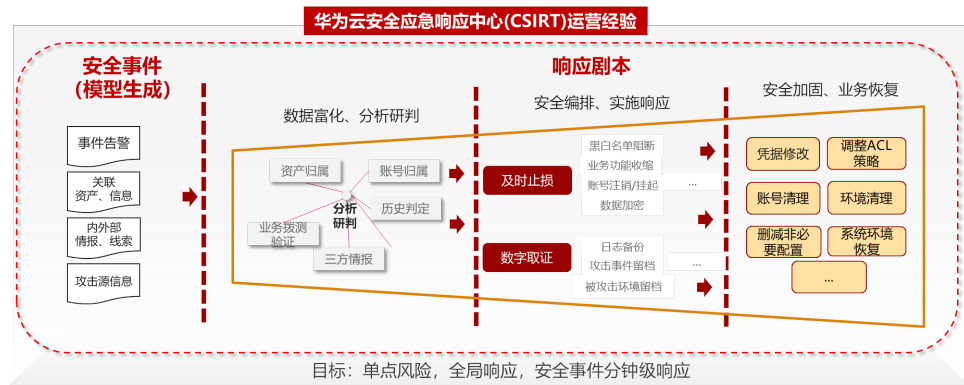 华为云安全应急响应中心(CSIRT)运营经验
安全事件
（模型生成）
事件告警
关联
资产、信息
内外部
情报、线索
攻击源信息
响应剧本
数据富化、分析研判
资产归属
账号归属
分析
研判
历史判定
业务拨测
验证
三方情报
安全编排、实施响应
及时止损
黑白名单阻断
业务功能收缩
账号注销/挂起
...
数据加密
数字取证
日志备份
攻击事件留档
...
被攻击环境留档
安全加固、业务恢复
凭据修改
调整ACL
策略
账号清理
环境清理
删减非必
要配置
系统环境
恢复
...
目标：单点风险，全局响应，安全事件分钟级响应